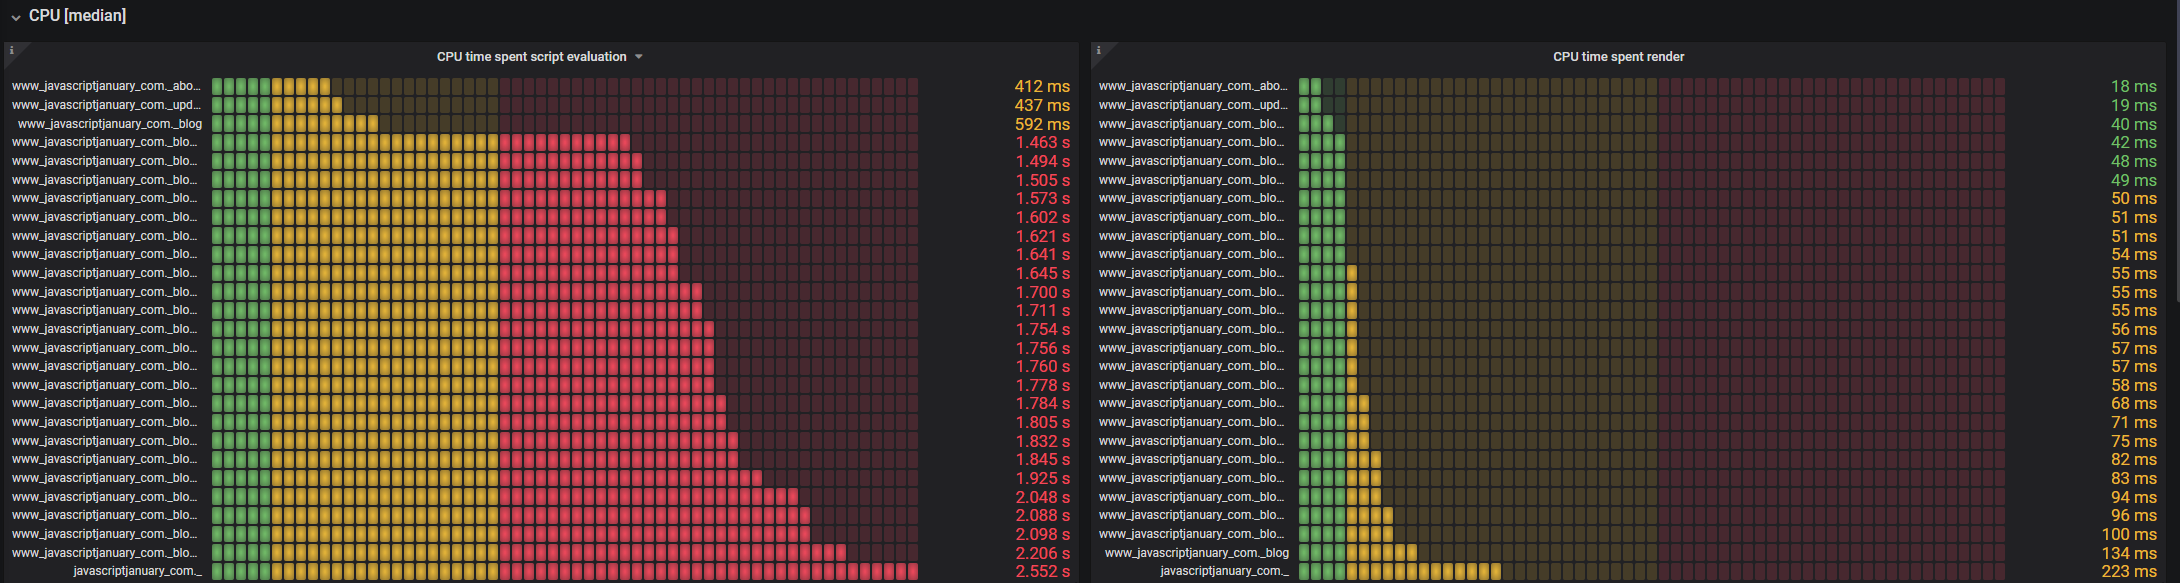 CPU [median]
CPU time spent script evaluation
www_javascriptjanuary_com._abo... 412 ms
www_javascriptjanuary_com._upd... 437 ms
www_javascriptjanuary_com._blog 592 ms
www_javascriptjanuary_com._blo... 1.463 s
www_javascriptjanuary_com._blo... 1.494 s
www_javascriptjanuary_com._blo... 1.505 s
www_javascriptjanuary_com._blo... 1.573 s
www_javascriptjanuary_com._blo... 1.602 s
www_javascriptjanuary_com._blo... 1.621 s
www_javascriptjanuary_com._blo... 1.641 s
www_javascriptjanuary_com._blo... 1.645 s
www_javascriptjanuary_com._blo... 1.700 s
www_javascriptjanuary_com._blo... 1.711 s
www_javascriptjanuary_com._blo... 1.754 s
www_javascriptjanuary_com._blo... 1.756 s
www_javascriptjanuary_com._blo... 1.760 s
www_javascriptjanuary_com._blo... 1.778 s
www_javascriptjanuary_com._blo... 1.784 s
www_javascriptjanuary_com._blo... 1.805 s
www_javascriptjanuary_com._blo... 1.832 s
www_javascriptjanuary_com._blo... 1.845 s
www_javascriptjanuary_com._blo... 1.925 s
www_javascriptjanuary_com._blo... 2.048 s
www_javascriptjanuary_com._blo... 2.088 s
www_javascriptjanuary_com._blo... 2.098 s
www_javascriptjanuary_com._blo... 2.206 s
javascriptjanuary_com._ 2.552 s
CPU time spent render
www_javascriptjanuary_com._abo... 18 ms
www_javascriptjanuary_com._upd... 19 ms
www_javascriptjanuary_com._blo... 40 ms
www_javascriptjanuary_com._blo... 42 ms
www_javascriptjanuary_com._blo... 48 ms
www_javascriptjanuary_com._blo... 49 ms
www_javascriptjanuary_com._blo... 50 ms
www_javascriptjanuary_com._blo... 51 ms
www_javascriptjanuary_com._blo... 51 ms
www_javascriptjanuary_com._blo... 54 ms
www_javascriptjanuary_com._blo... 55 ms
www_javascriptjanuary_com._blo... 55 ms
www_javascriptjanuary_com._blo... 55 ms
www_javascriptjanuary_com._blo... 56 ms
www_javascriptjanuary_com._blo... 57 ms
www_javascriptjanuary_com._blo... 57 ms
www_javascriptjanuary_com._blo... 58 ms
www_javascriptjanuary_com._blo... 68 ms
www_javascriptjanuary_com._blo... 71 ms
www_javascriptjanuary_com._blo... 75 ms
www_javascriptjanuary_com._blo... 82 ms
www_javascriptjanuary_com._blo... 83 ms
www_javascriptjanuary_com._blo... 94 ms
www_javascriptjanuary_com._blo... 96 ms
www_javascriptjanuary_com._blo... 100 ms
www_javascriptjanuary_com._blog 134 ms
javascriptjanuary_com._ 223 ms